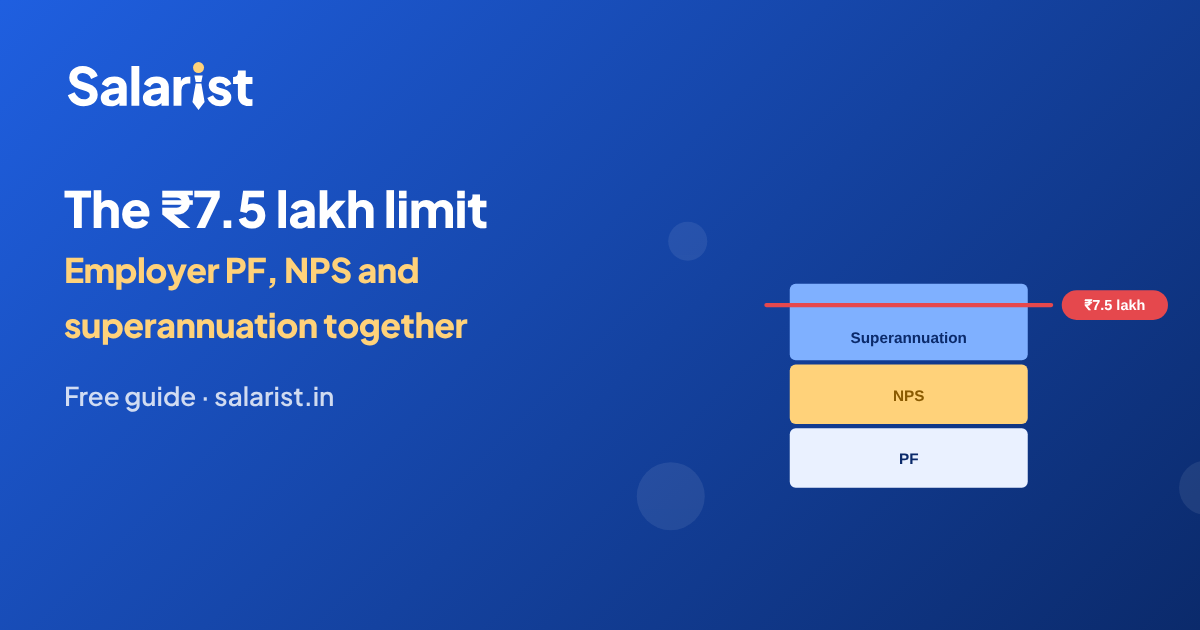 Salarist
The ₹7.5 lakh limit
Employer PF, NPS and
superannuation together
Free guide · salarist.in
₹7.5 lakh
Superannuation
NPS
PF